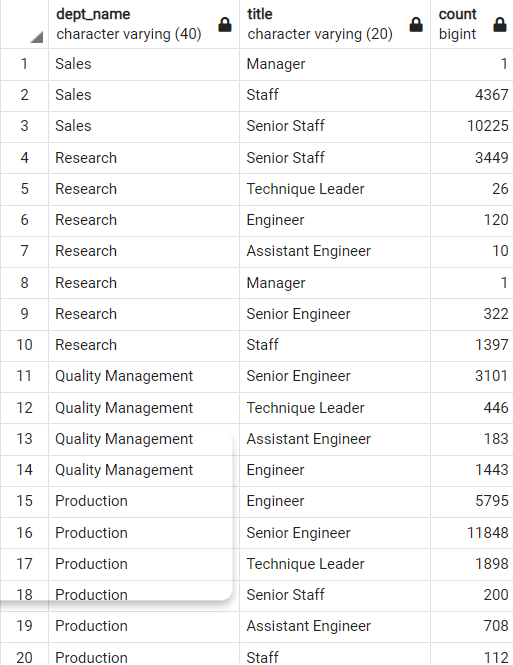 dept_name title count
character varying (40) character varying (20) bigint
1 Sales Manager 1
2 Sales Staff 4367
3 Sales Senior Staff 10225
4 Research Senior Staff 3449
5 Research Technique Leader 26
6 Research Engineer 120
7 Research Assistant Engineer 10
8 Research Manager 1
9 Research Senior Engineer 322
10 Research Staff 1397
11 Quality Management Senior Engineer 3101
12 Quality Management Technique Leader 446
13 Quality Management Assistant Engineer 183
14 Quality Management Engineer 1443
15 Production Engineer 5795
16 Production Senior Engineer 11848
17 Production Technique Leader 1898
18 Production Senior Staff 200
19 Production Assistant Engineer 708
20 Production Staff 112